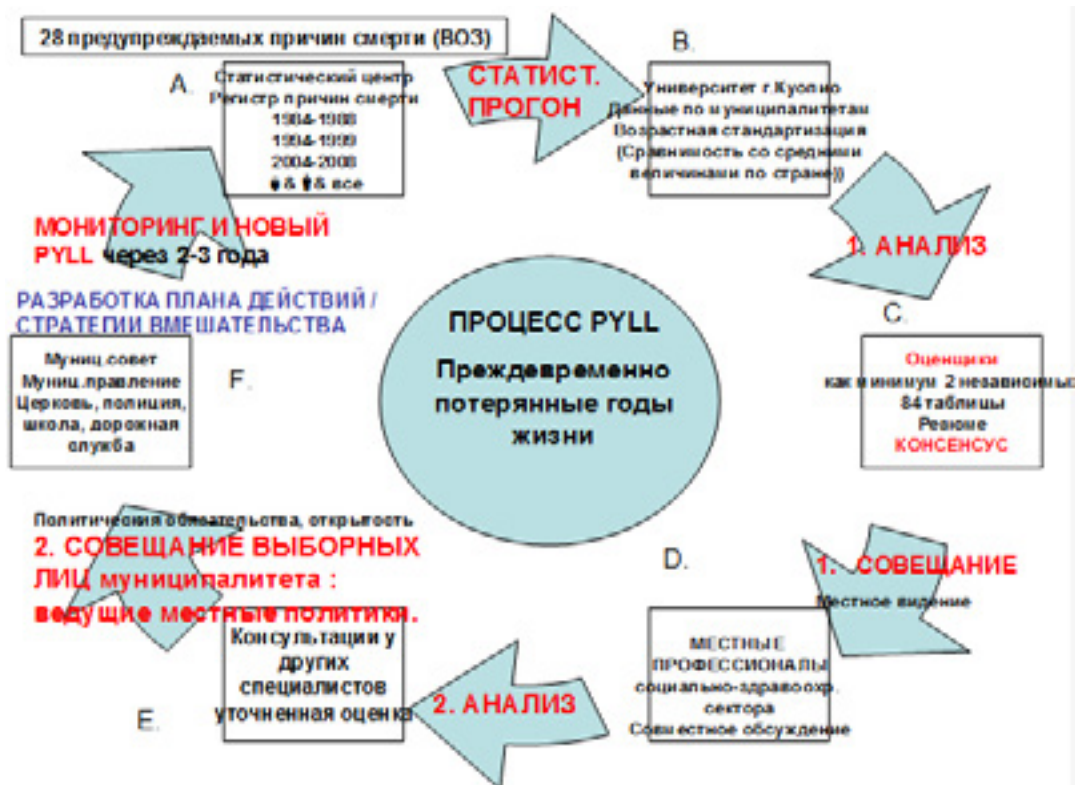 28 предупреждаемых причин смерти (ВОЗ)
A.
Статистический центр
Регистр причин смерти
1984-1988
1994-1999
2004-2008
& & все
СТАТИСТ.
ПРОГОН
B.
Университет г.Куопио
Данные по муниципалитетам
Возрастная стандартизация
(Сравнимость со средними
величинами по стране))
1. АНАЛИЗ
C.
Оценщики
как минимум 2 независимых
84 таблицы
Резюме
КОНСЕНСУС
1. СОВЕЩАНИЕ
Местное видение
D.
МЕСТНЫЕ
ПРОФЕССИОНАЛЫ
социально-здравоохр.
сектора
Совместное обсуждение
2. АНАЛИЗ
E.
Консультации у
других
специалистов
уточненная оценка
Политические обязательства, открытость
2. СОВЕЩАНИЕ ВЫБОРНЫХ
ЛИЦ муниципалитета :
ведущие местные политики.
F.
Муниц.совет
Муниц.правление
Церковь, полиция,
школа, дорожная
служба
РАЗРАБОТКА ПЛАНА ДЕЙСТВИЙ /
СТРАТЕГИИ ВМЕШАТЕЛЬСТВА
МОНИТОРИНГ И НОВЫЙ
PYLL через 2-3 года
ПРОЦЕСС PYLL
Преждевременно
потерянные годы
жизни